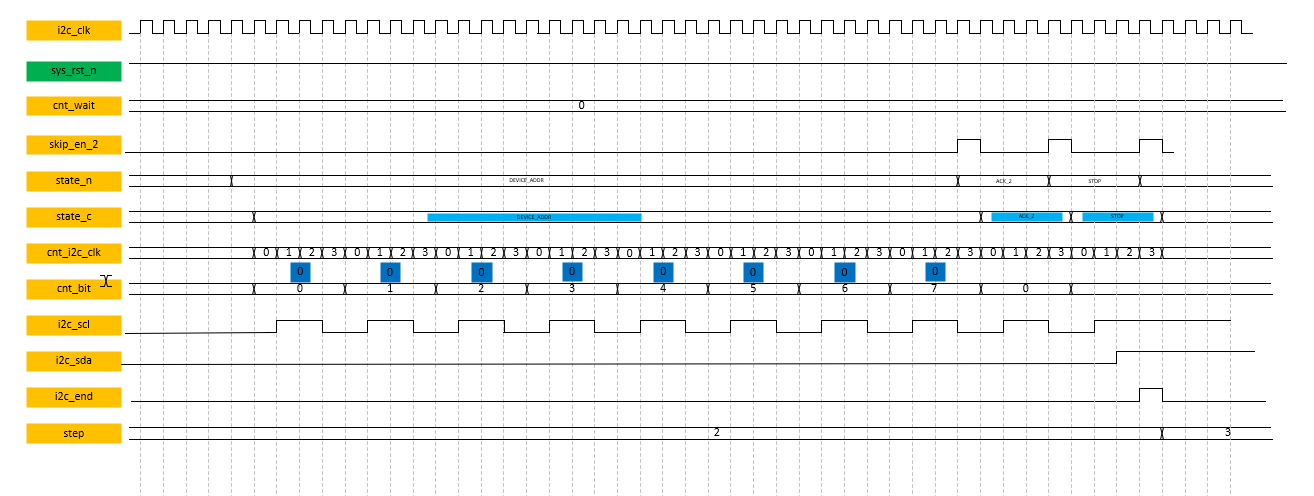 i2c_clk
sys_rst_n
cnt_wait 0
skip_en_2
state_n DEVICE_ADDR ACK_2 STOP
state_c DEVICE_ADDR ACK_2 STOP
cnt_i2c_clk 0 1 2 3 0 1 2 3 0 1 2 3 0 1 2 3 0 1 2 3 0 1 2 3 0 1 2 3 0 1 2 3 0 1 2 3 0 1 2 3
0 0 0 0 0 0 0 0
cnt_bit 0 1 2 3 4 5 6 7 0
i2c_scl
i2c_sda
i2c_end
step 2 3